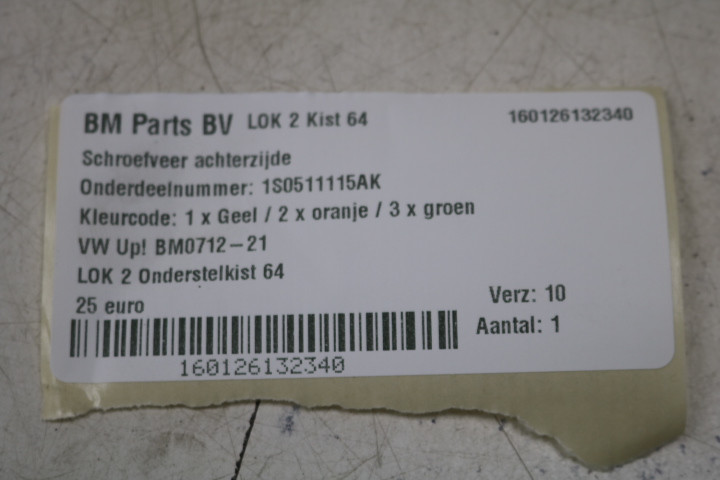 BM Parts BV LOK 2 Kist 64 160126132340
Schroefveer achterzijde
Onderdeelnummer: 1S0511115AK
Kleurcode: 1 x Geel / 2 x oranje / 3 x groen
VW Up! BM0712-21
LOK 2 Onderstelkist 64
25 euro Verz: 10
Aantal: 1
160126132340